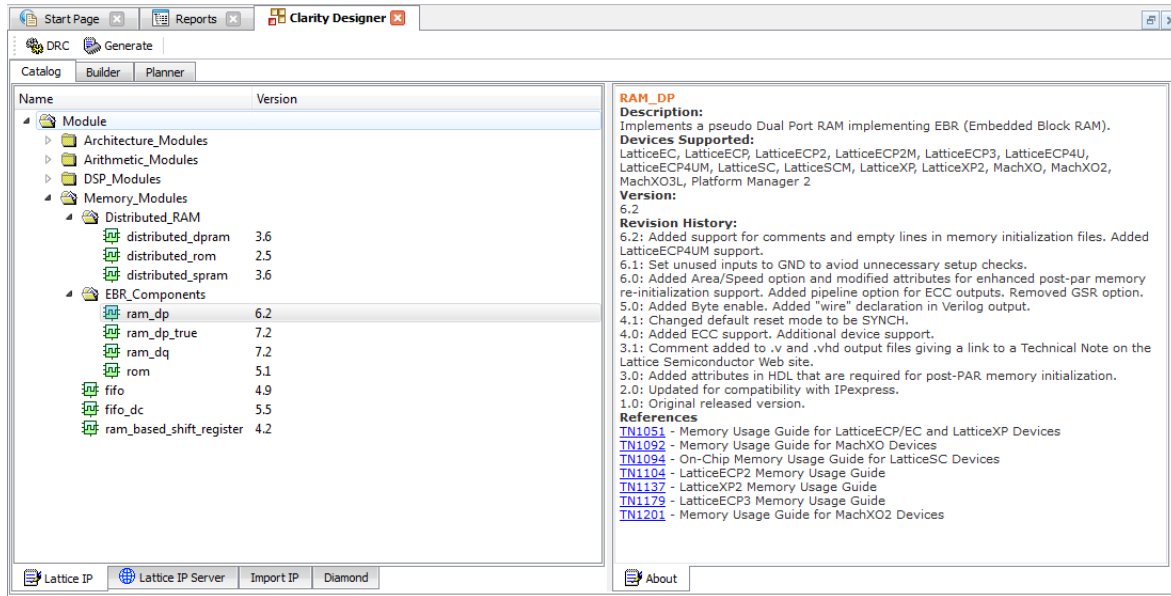 Start Page
Reports
Clarity Designer
DRC
Generate
Catalog
Builder
Planner
Name Version
Module
Architecture_Modules
Arithmetic_Modules
DSP_Modules
Memory_Modules
Distributed_RAM
distributed_dpram 3.6
distributed_rom 2.5
distributed_spram 3.6
EBR_Components
ram_dp 6.2
ram_dp_true 7.2
ram_dq 7.2
rom 5.1
fifo 4.9
fifo_dc 5.5
ram_based_shift_register 4.2
Lattice IP
Lattice IP Server
Import IP
Diamond
RAM_DP
Description:
Implements a pseudo Dual Port RAM implementing EBR (Embedded Block RAM).
Devices Supported:
LatticeEC, LatticeECP, LatticeECP2, LatticeECP2M, LatticeECP3, LatticeECP4U,
LatticeECP4UM, LatticeSC, LatticeSCM, LatticeXP, LatticeXP2, MachXO, MachXO2,
MachXO3L, Platform Manager 2
Version:
6.2
Revision History:
6.2: Added support for comments and empty lines in memory initialization files. Added
LatticeECP4UM support.
6.1: Set unused inputs to GND to aviod unnecessary setup checks.
6.0: Added Area/Speed option and modified attributes for enhanced post-par memory
re-initialization support. Added pipeline option for ECC outputs. Removed GSR option.
5.0: Added Byte enable. Added "wire" declaration in Verilog output.
4.1: Changed default reset mode to be SYNCH.
4.0: Added ECC support. Additional device support.
3.1: Comment added to .v and .vhd output files giving a link to a Technical Note on the
Lattice Semiconductor Web site.
3.0: Added attributes in HDL that are required for post-PAR memory initialization.
2.0: Updated for compatibility with IPexpress.
1.0: Original released version.
References
TN1051 - Memory Usage Guide for LatticeECP/EC and LatticeXP Devices
TN1092 - Memory Usage Guide for MachXO Devices
TN1094 - On-Chip Memory Usage Guide for LatticeSC Devices
TN1104 - LatticeECP2 Memory Usage Guide
TN1137 - LatticeXP2 Memory Usage Guide
TN1179 - LatticeECP3 Memory Usage Guide
TN1201 - Memory Usage Guide for MachXO2 Devices
About